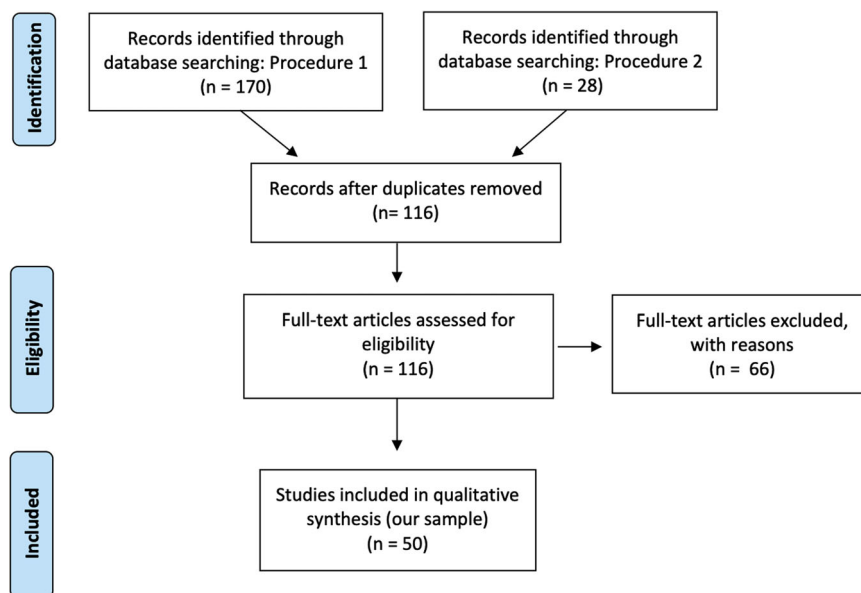 Identification
Records identified through
database searching: Procedure 1
(n = 170)
Records identified through
database searching: Procedure 2
(n = 28)
Records after duplicates removed
(n= 116)
Eligibility
Full-text articles assessed for
eligibility
(n = 116)
Full-text articles excluded,
with reasons
(n =  66)
Included
Studies included in qualitative
synthesis (our sample)
(n = 50)